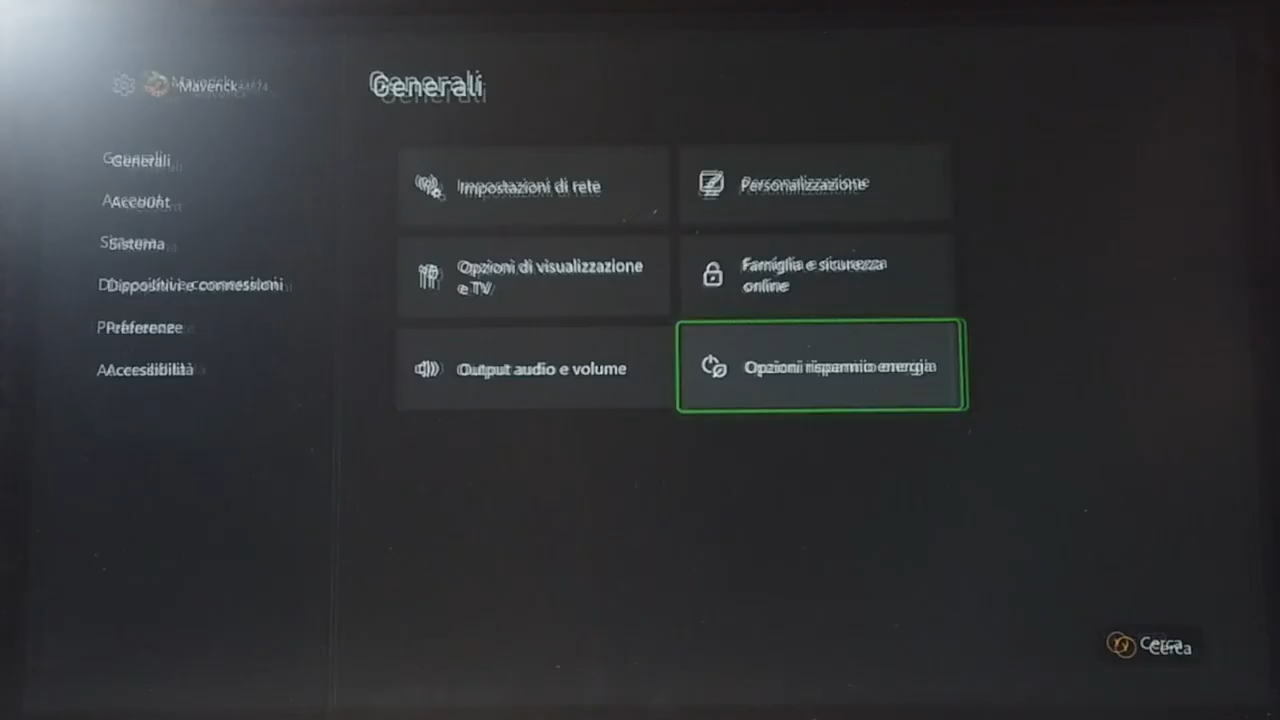 Maverick
Generali
Generali
Account
Sistema
Dispositivi e connessioni
Preferenze
Accessibilità
Impostazioni di rete
Personalizzazione
Opzioni di visualizzazione
e TV
Famiglia e sicurezza
online
Output audio e volume
Opzioni risparmio energia
Cerca